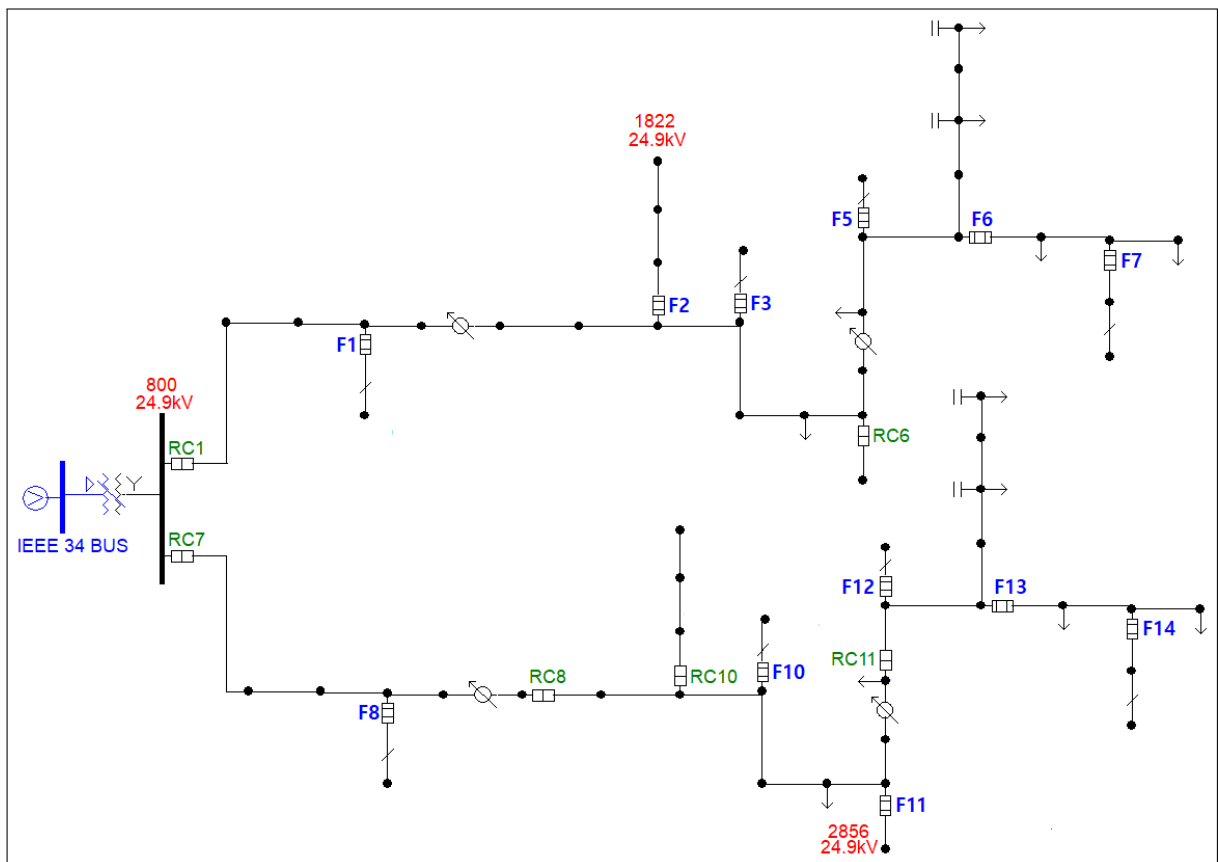 1822
24.9kV
F5
F6
F7
F2
F3
F1
800
24.9kV
RC1
RC6
IEEE 34 BUS
RC7
F12
F13
F14
RC11
F10
RC8
RC10
F8
F11
2856
24.9kV